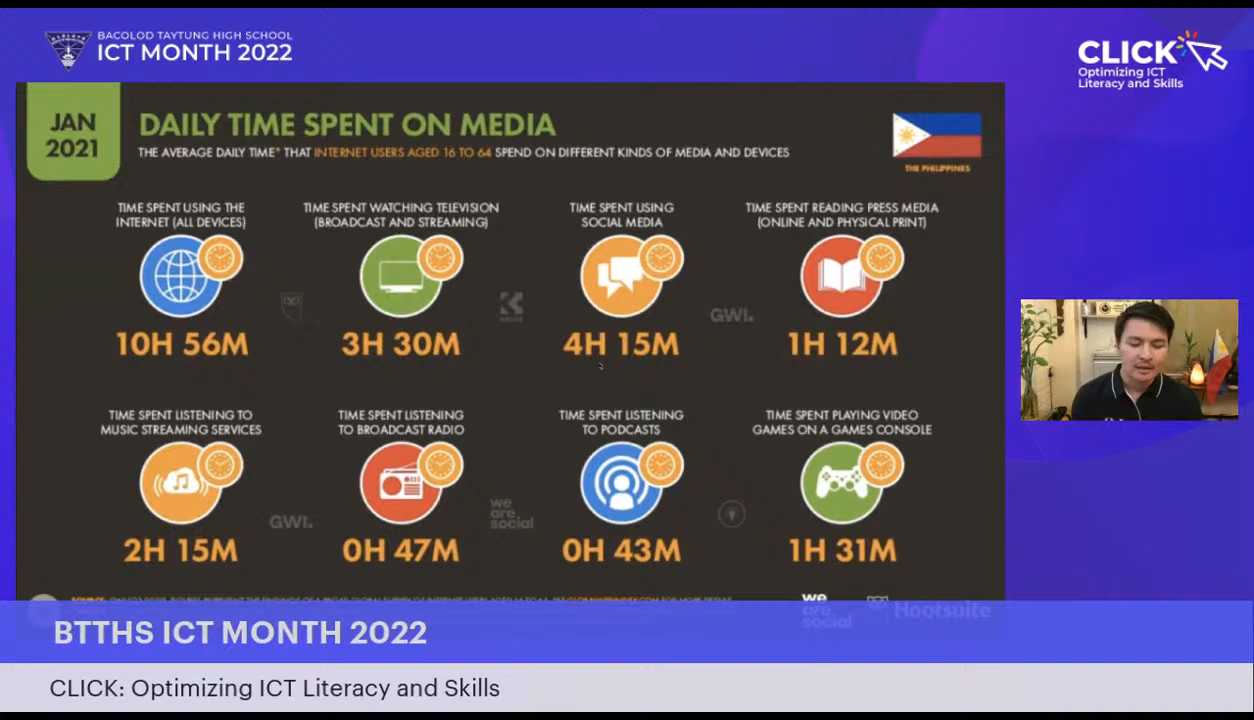 BACOLOD TAYTUNG HIGH SCHOOL
ICT MONTH 2022
CLICK
Optimizing ICT
Literacy and Skills
JAN
2021
DAILY TIME SPENT ON MEDIA
THE AVERAGE DAILY TIME* THAT INTERNET USERS AGED 16 TO 64 SPEND ON DIFFERENT KINDS OF MEDIA AND DEVICES
THE PHILIPPINES
TIME SPENT USING THE
INTERNET (ALL DEVICES)
10H 56M
TIME SPENT WATCHING TELEVISION
(BROADCAST AND STREAMING)
3H 30M
TIME SPENT USING
SOCIAL MEDIA
4H 15M
TIME SPENT READING PRESS MEDIA
(ONLINE AND PHYSICAL PRINT)
1H 12M
GWI.
TIME SPENT LISTENING TO
MUSIC STREAMING SERVICES
2H 15M
TIME SPENT LISTENING
TO BROADCAST RADIO
0H 47M
TIME SPENT LISTENING
TO PODCASTS
0H 43M
TIME SPENT PLAYING VIDEO
GAMES ON A GAMES CONSOLE
1H 31M
GWI.
we
are
social
we
are
social
Hootsuite
BTTHS ICT MONTH 2022
CLICK: Optimizing ICT Literacy and Skills